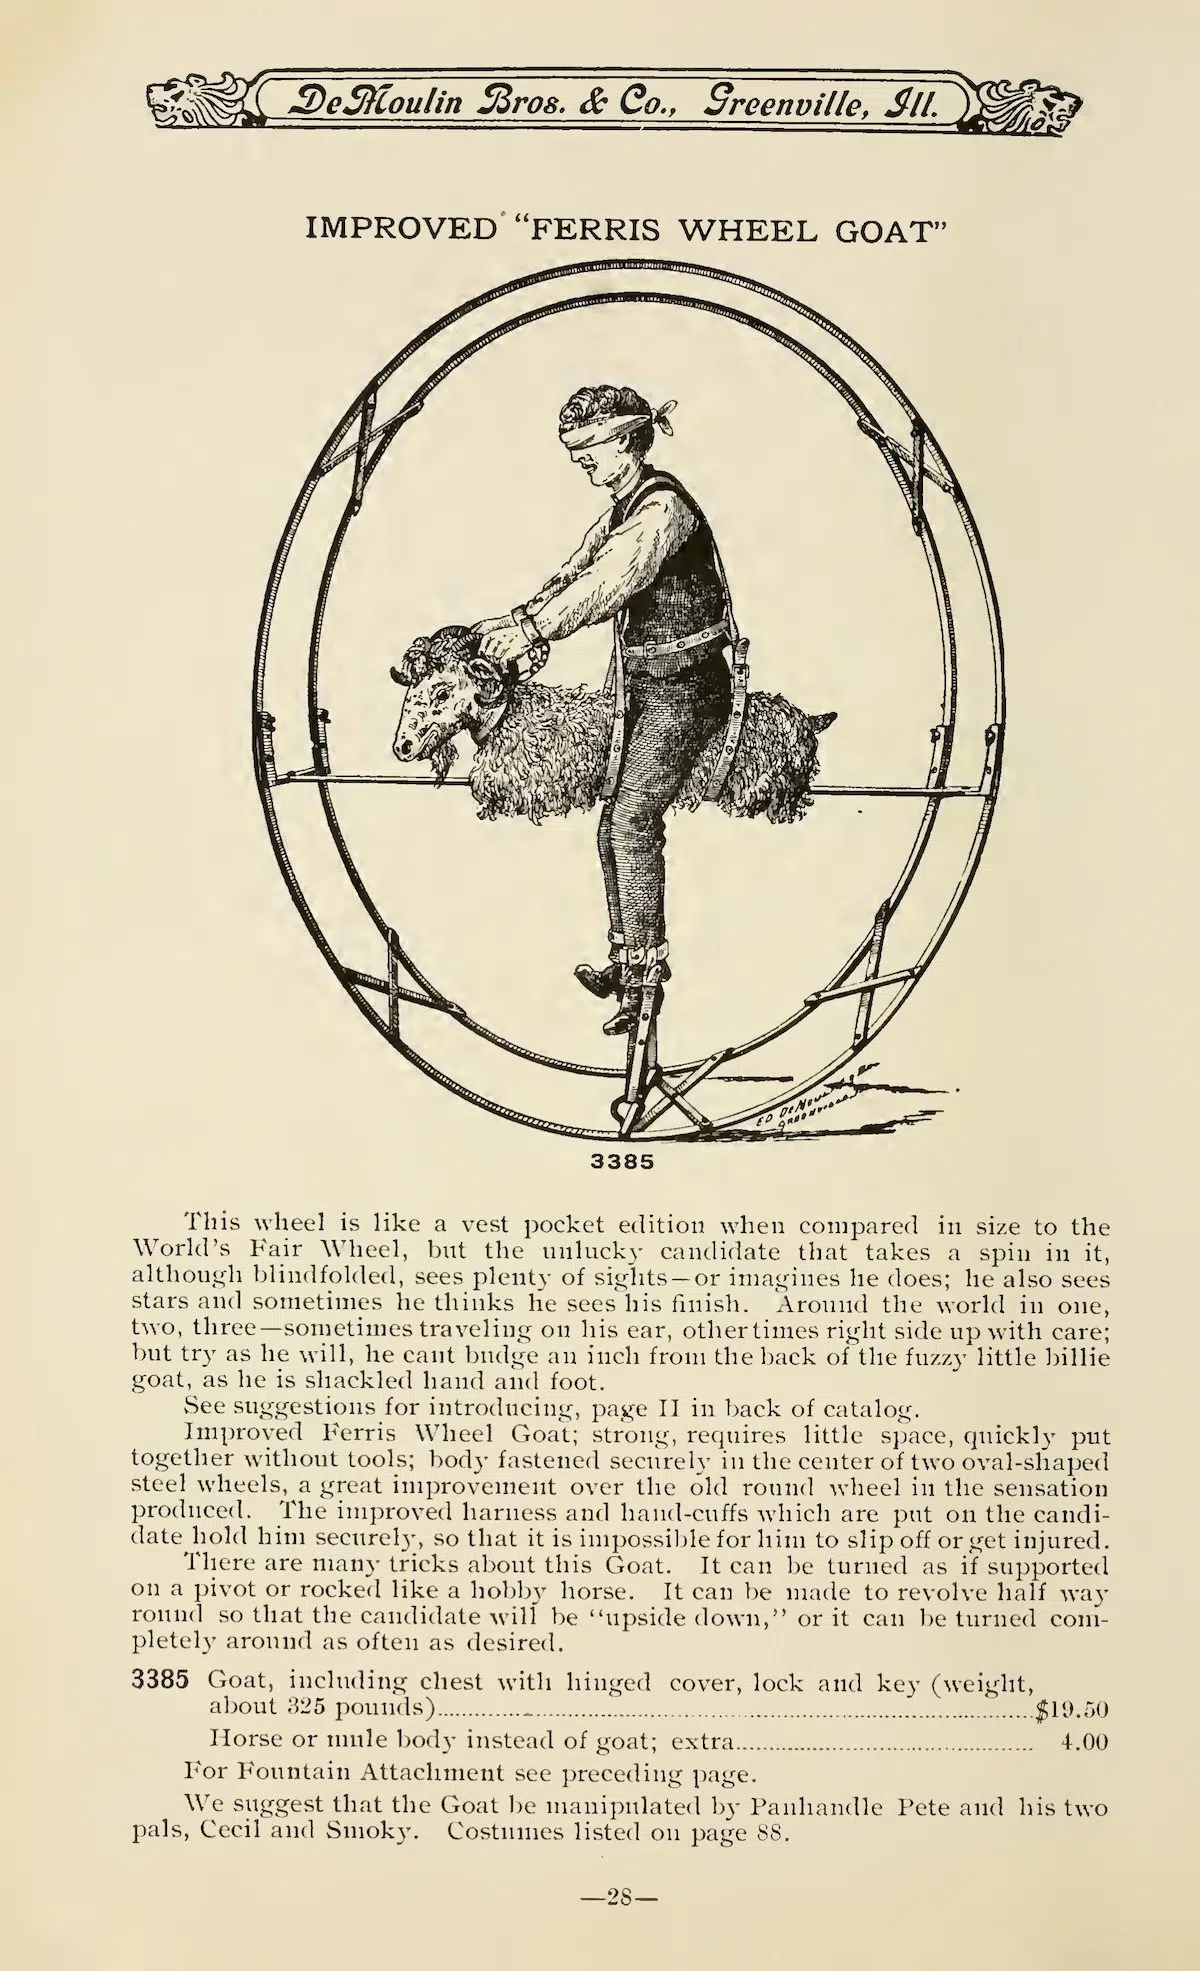 DeMoulin Bros. & Co., Greenville, Ill.
IMPROVED "FERRIS WHEEL GOAT"
ED DeMoulin & Bro
Greenville
3385
This wheel is like a vest pocket edition when compared in size to the
World's Fair Wheel, but the unlucky candidate that takes a spin in it,
although blindfolded, sees plenty of sights—or imagines he does; he also sees
stars and sometimes he thinks he sees his finish. Around the world in one,
two, three—sometimes traveling on his ear, other times right side up with care;
but try as he will, he cant budge an inch from the back of the fuzzy little billie
goat, as he is shackled hand and foot.
See suggestions for introducing, page II in back of catalog.
Improved Ferris Wheel Goat; strong, requires little space, quickly put
together without tools; body fastened securely in the center of two oval-shaped
steel wheels, a great improvement over the old round wheel in the sensation
produced. The improved harness and hand-cuffs which are put on the candi-
date hold him securely, so that it is impossible for him to slip off or get injured.
There are many tricks about this Goat. It can be turned as if supported
on a pivot or rocked like a hobby horse. It can be made to revolve half way
round so that the candidate will be "upside down," or it can be turned com-
pletely around as often as desired.
3385 Goat, including chest with hinged cover, lock and key (weight,
about 325 pounds)........$19.50
Horse or mule body instead of goat; extra........ 4.00
For Fountain Attachment see preceding page.
We suggest that the Goat be manipulated by Panhandle Pete and his two
pals, Cecil and Smoky. Costumes listed on page 88.
—28—